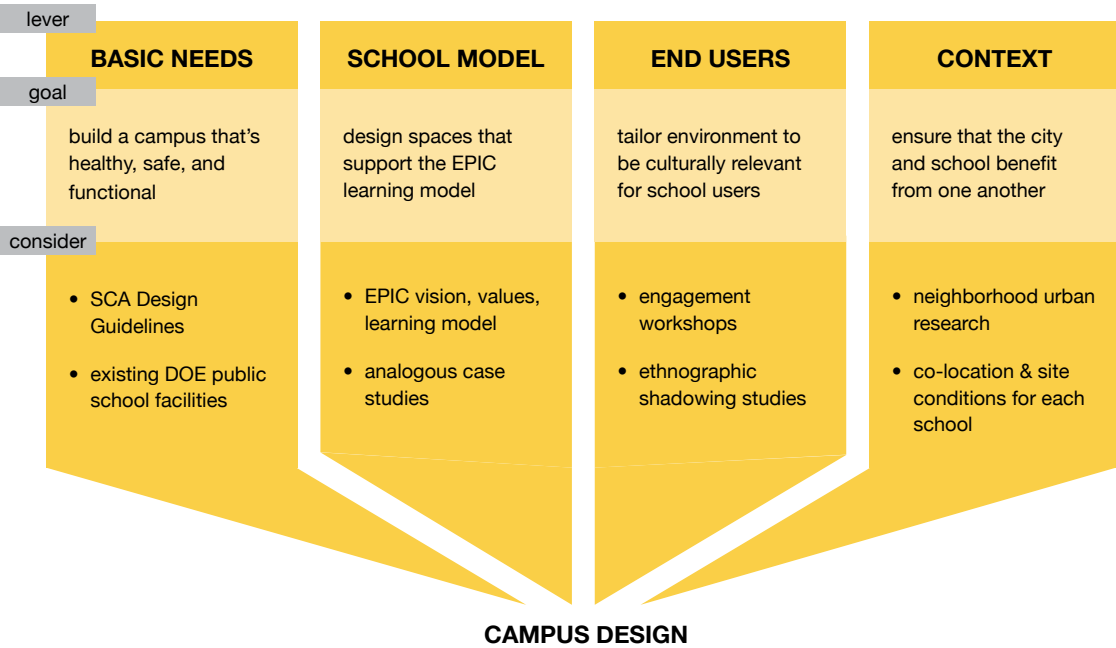 lever
BASIC NEEDS
SCHOOL MODEL
END USERS
CONTEXT
goal
build a campus that’s
healthy, safe, and
functional
design spaces that
support the EPIC
learning model
tailor environment to
be culturally relevant
for school users
ensure that the city
and school benefit
from one another
consider
• SCA Design
Guidelines
• existing DOE public
school facilities
• EPIC vision, values,
learning model
• analogous case
studies
• engagement
workshops
• ethnographic
shadowing studies
• neighborhood urban
research
• co-location & site
conditions for each
school
CAMPUS DESIGN